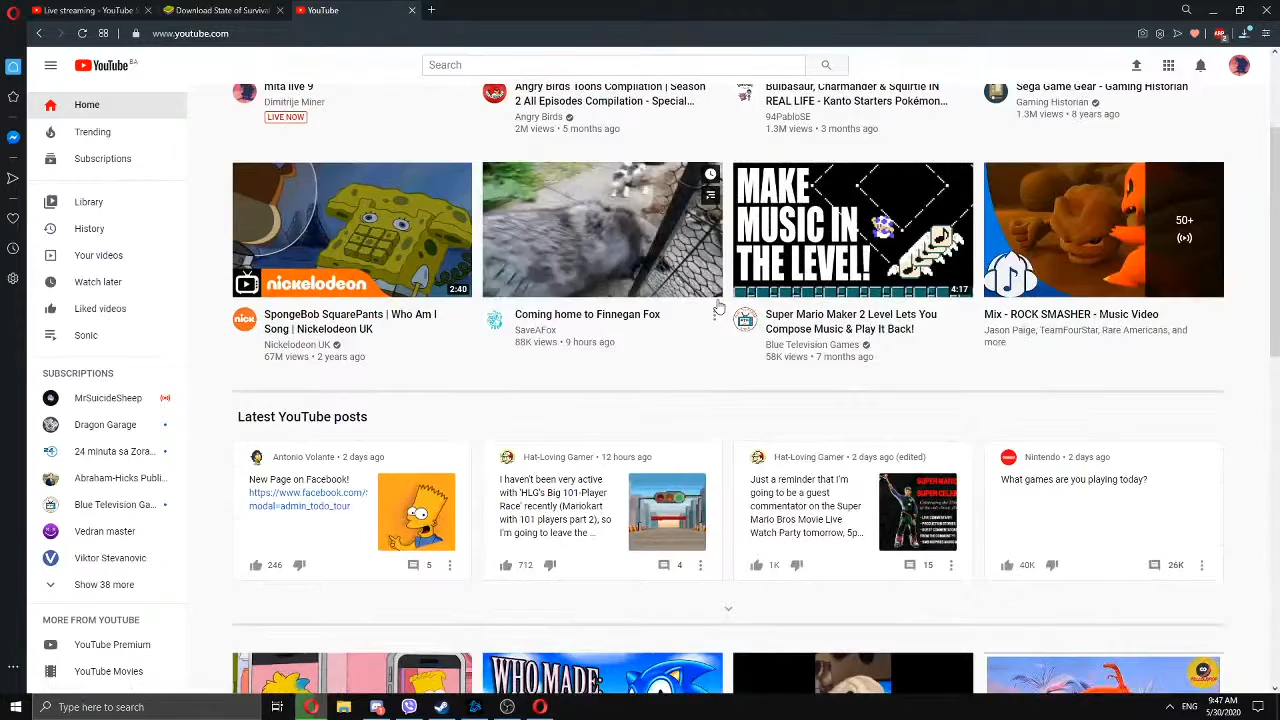 Live streaming - YouTube S
Download State of Survival
YouTube
www.youtube.com
2
YouTube BA
Search
mita live 9
Dimitrije Miner
LIVE NOW
Angry Birds Toons Compilation | Season
2 All Episodes Compilation - Special...
Angry Birds
2M views • 5 months ago
Bulbasaur, Charmander & Squirtle IN
REAL LIFE - Kanto Starters Pokémon...
94PabloSE
1.3M views • 3 months ago
Sega Game Gear - Gaming Historian
Gaming Historian
1.3M views • 8 years ago
Home
Trending
Subscriptions
Library
History
Your videos
Watch later
Liked videos
Sonic
SUBSCRIPTIONS
MrSuicideSheep
Dragon Garage
24 minuta sa Zora...
Abraham-Hicks Publi...
Blue Television Ga...
Vedran master
Viktor Stevanovic
Show 38 more
MORE FROM YOUTUBE
YouTube Premium
YouTube Movies
nickelodeon
2:40
MAKE
MUSIC IN
THE LEVEL!
4:17
50+
nick
SpongeBob SquarePants | Who Am I
Song | Nickelodeon UK
Nickelodeon UK
67M views • 2 years ago
Coming home to Finnegan Fox
SaveAFox
88K views • 9 hours ago
Super Mario Maker 2 Level Lets You
Compose Music & Play It Back!
Blue Television Games
58K views • 7 months ago
Mix - ROCK SMASHER - Music Video
Jason Paige, TeamFourStar, Rare Americans, and
more
Latest YouTube posts
Antonio Volante • 2 days ago
New Page on Facebook!
https://www.facebook.com/
modal=admin_todo_tour
246
5
Hat-Loving Gamer • 12 hours ago
I haven't been very active
with 'HLG's Big 101-Player
Relay' recently (Mariokart
with 101 players part 2), so
I'm going to leave the ...
712
4
Hat-Loving Gamer • 2 days ago (edited)
Just a reminder that I'm
going to be a guest
commentator on the Super
Mario Bros Movie Live
Watch Party tomorrow, 5p...
SUPER MARIO
SUPER CELEB
1K
15
Nintendo • 2 days ago
What games are you playing today?
40K
26K
WHO MADE
Type here to search
ENG
9:47 AM
5/30/2020